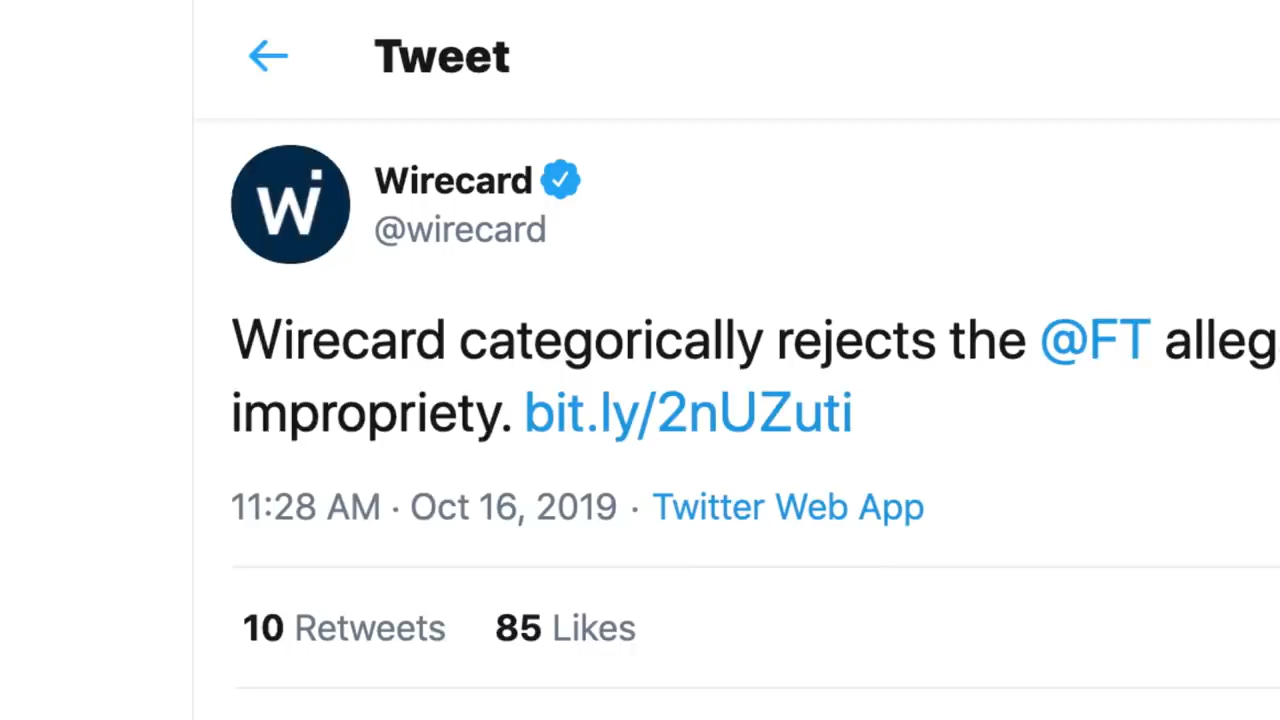 Tweet
Wi
Wirecard
@wirecard
Wirecard categorically rejects the @FT
impropriety. bit.ly/2nUZuti
11:28 AM · Oct 16, 2019 · Twitter Web App
10 Retweets 85 Likes